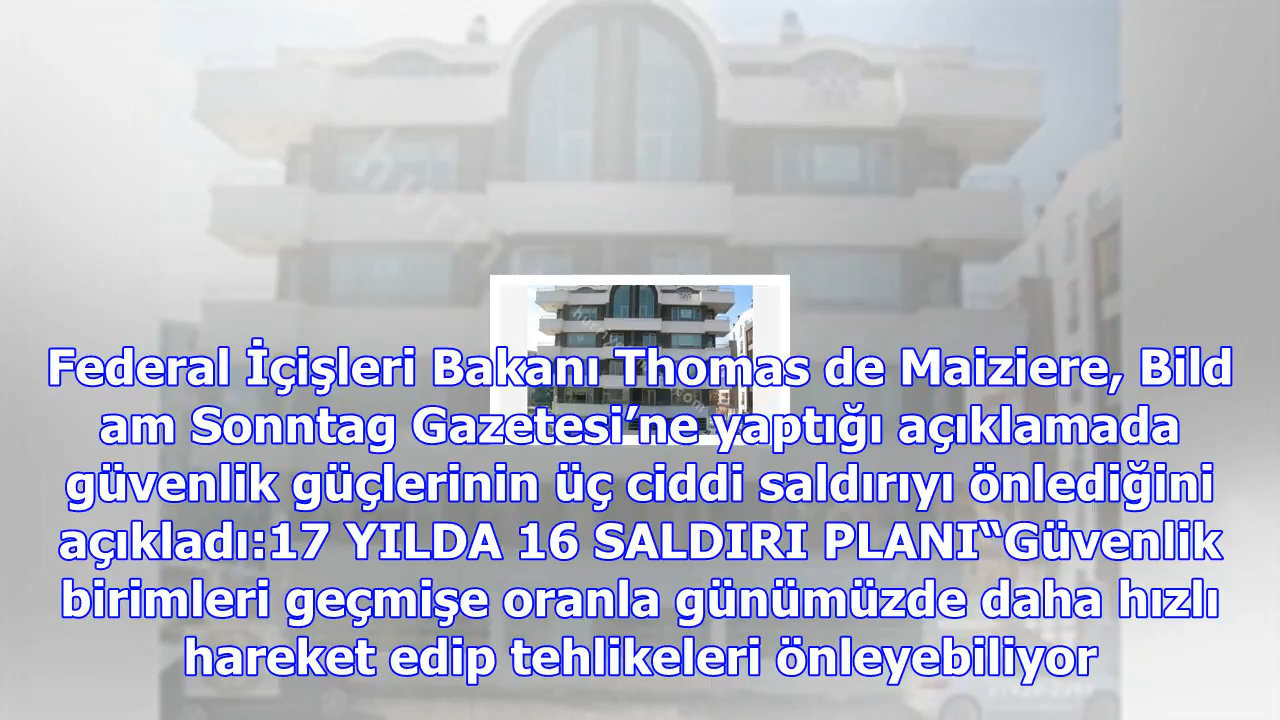 Federal İçişleri Bakanı Thomas de Maiziere, Bild
am Sonntag Gazetesi’ne yaptığı açıklamada
güvenlik güçlerinin üç ciddi saldırıyı önlediğini
açıkladı:17 YILDA 16 SALDIRI PLANI“Güvenlik
birimleri geçmişe oranla günümüzde daha hızlı
hareket edip tehlikeleri önleyebiliyor